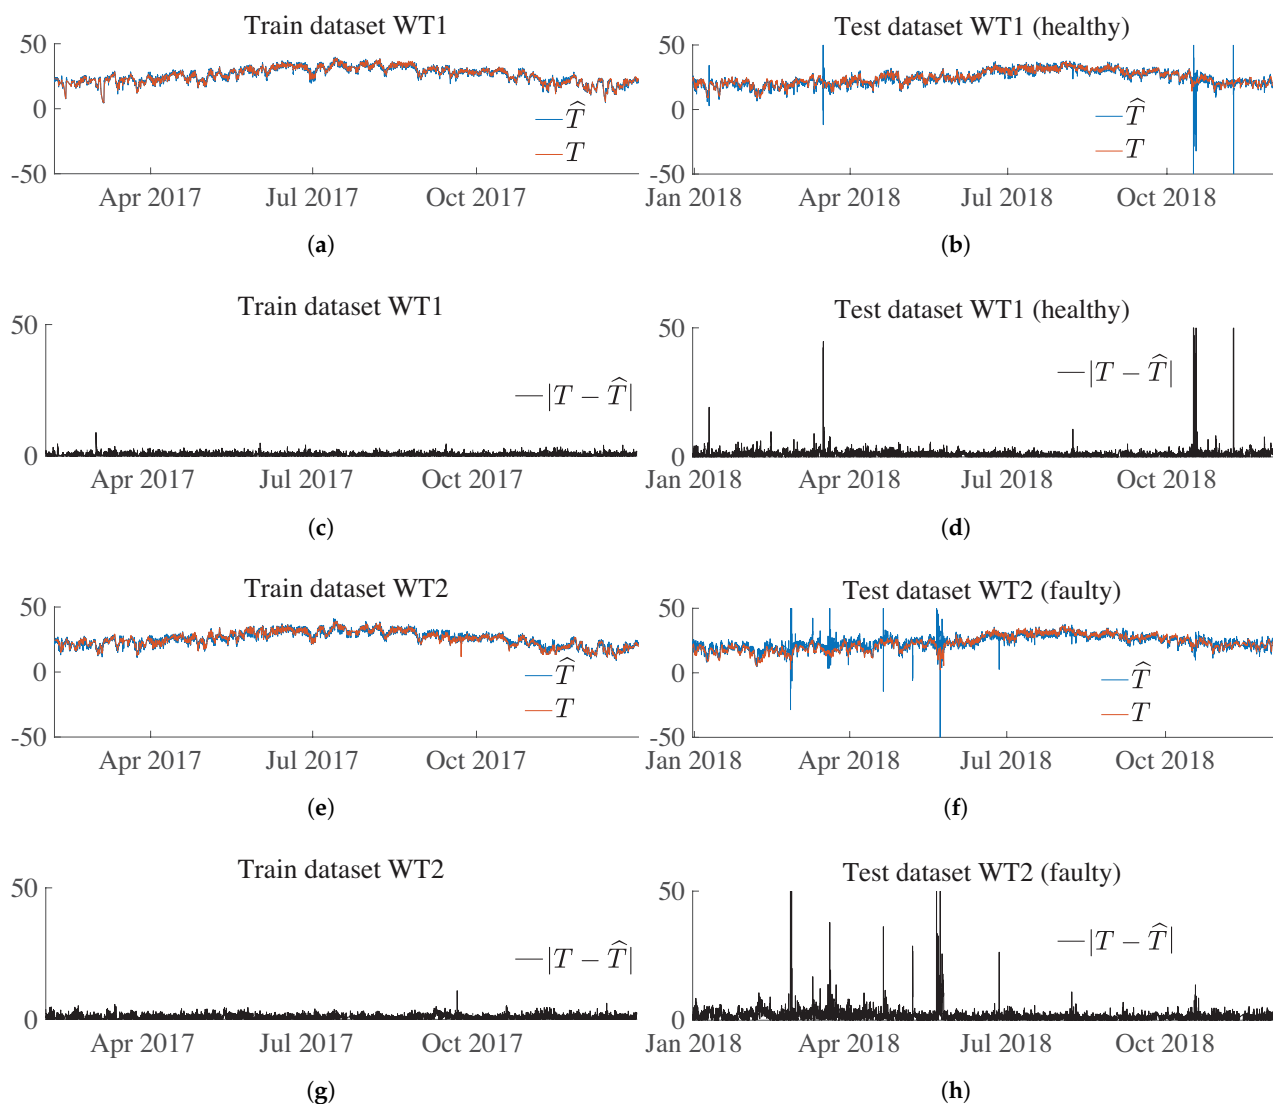 Train dataset WT1
50
0
-50
T̂
T
Apr 2017 Jul 2017 Oct 2017
(a)
Test dataset WT1 (healthy)
50
0
-50
T̂
T
Jan 2018 Apr 2018 Jul 2018 Oct 2018
(b)
Train dataset WT1
50
0
|T − T̂|
Apr 2017 Jul 2017 Oct 2017
(c)
Test dataset WT1 (healthy)
50
0
|T − T̂|
Jan 2018 Apr 2018 Jul 2018 Oct 2018
(d)
Train dataset WT2
50
0
-50
T̂
T
Apr 2017 Jul 2017 Oct 2017
(e)
Test dataset WT2 (faulty)
50
0
-50
T̂
T
Jan 2018 Apr 2018 Jul 2018 Oct 2018
(f)
Train dataset WT2
50
0
|T − T̂|
Apr 2017 Jul 2017 Oct 2017
(g)
Test dataset WT2 (faulty)
50
0
|T − T̂|
Jan 2018 Apr 2018 Jul 2018 Oct 2018
(h)